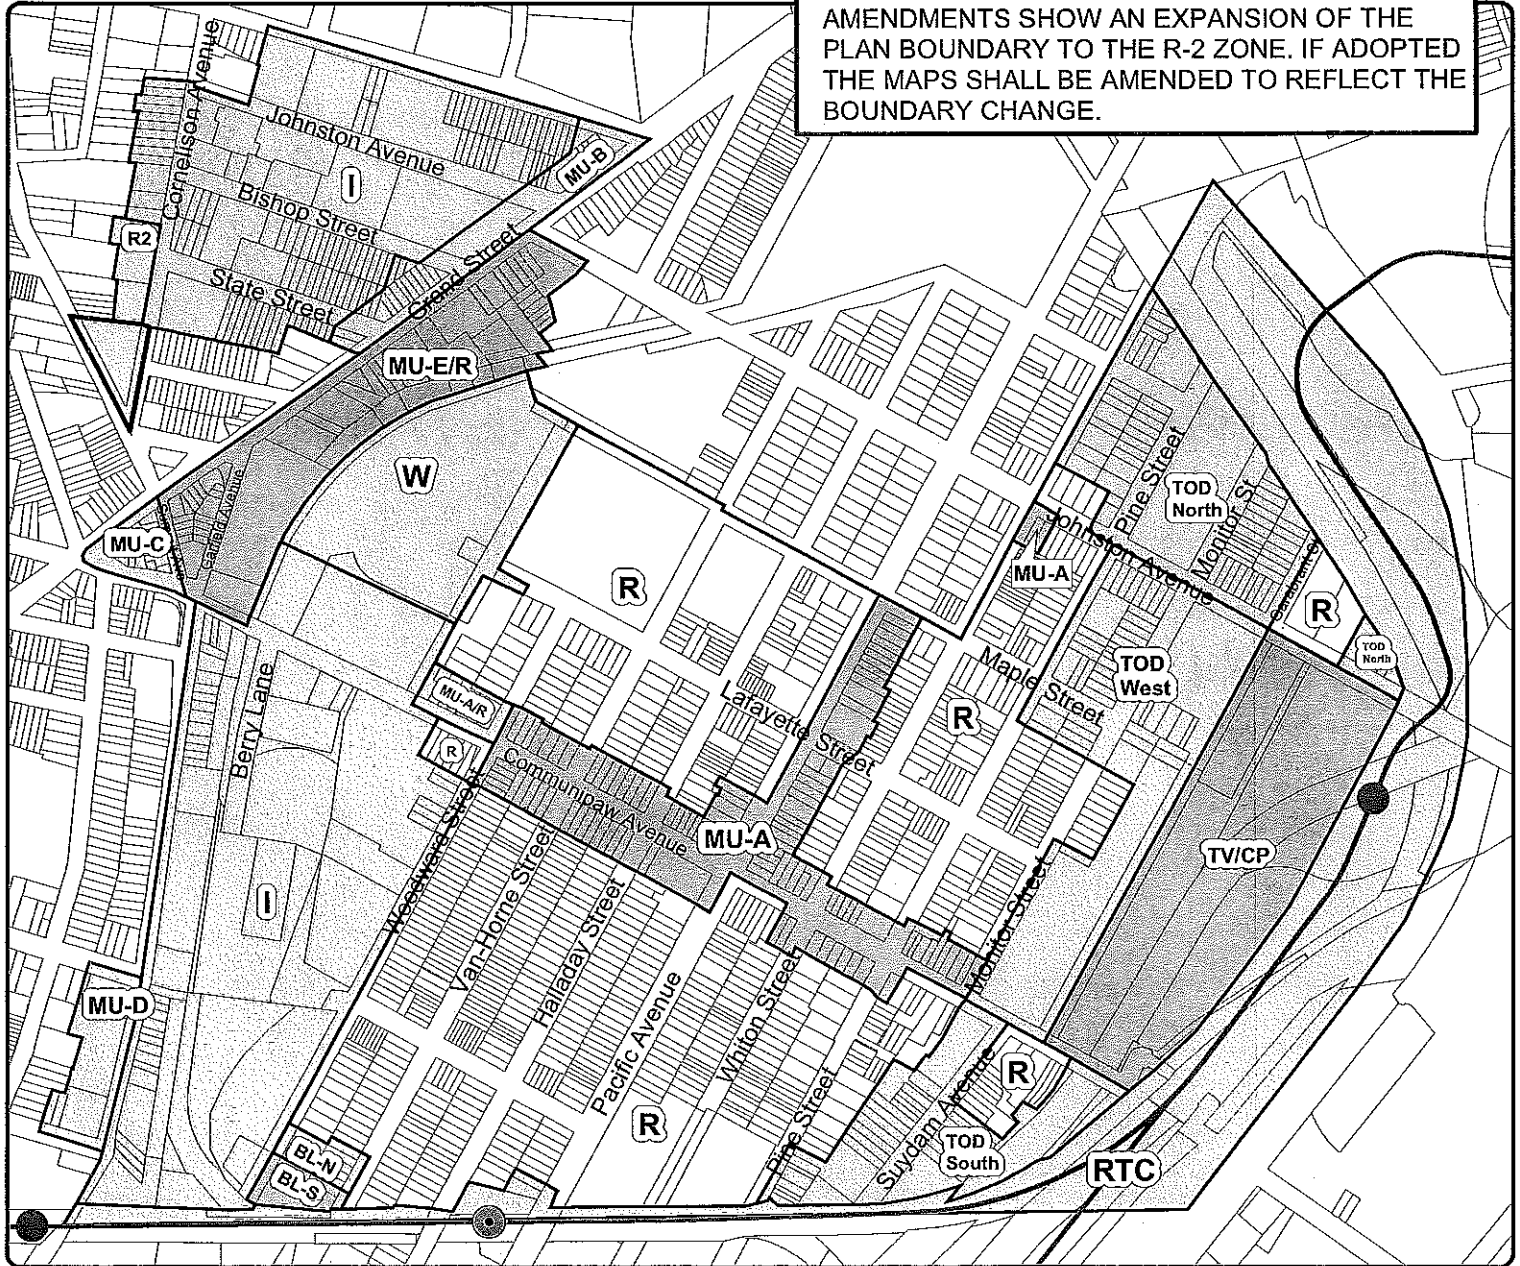 AMENDMENTS SHOW AN EXPANSION OF THE
PLAN BOUNDARY TO THE R-2 ZONE. IF ADOPTED
THE MAPS SHALL BE AMENDED TO REFLECT THE
BOUNDARY CHANGE.
Cornelison Avenue
Johnston Avenue
MU-B
I
Bishop Street
R2
Grand Street
State Street
MU-E/R
W
Pine Street
TOD
North
Monitor St
MU-C
Garfield Avenue
Johnston Avenue
MU-A
R
R
TOD
North
Maple Street
TOD
West
Berry Lane
MU-A/R
Lafayette Street
R
R
Communipaw Avenue
MU-A
TV/CP
Woodward Street
Van-Horne Street
Halladay Street
I
Monitor Street
MU-D
Pacific Avenue
Whiton Street
R
R
Pine Street
Suydam Avenue
TOD
South
BL-N
BL-S
RTC